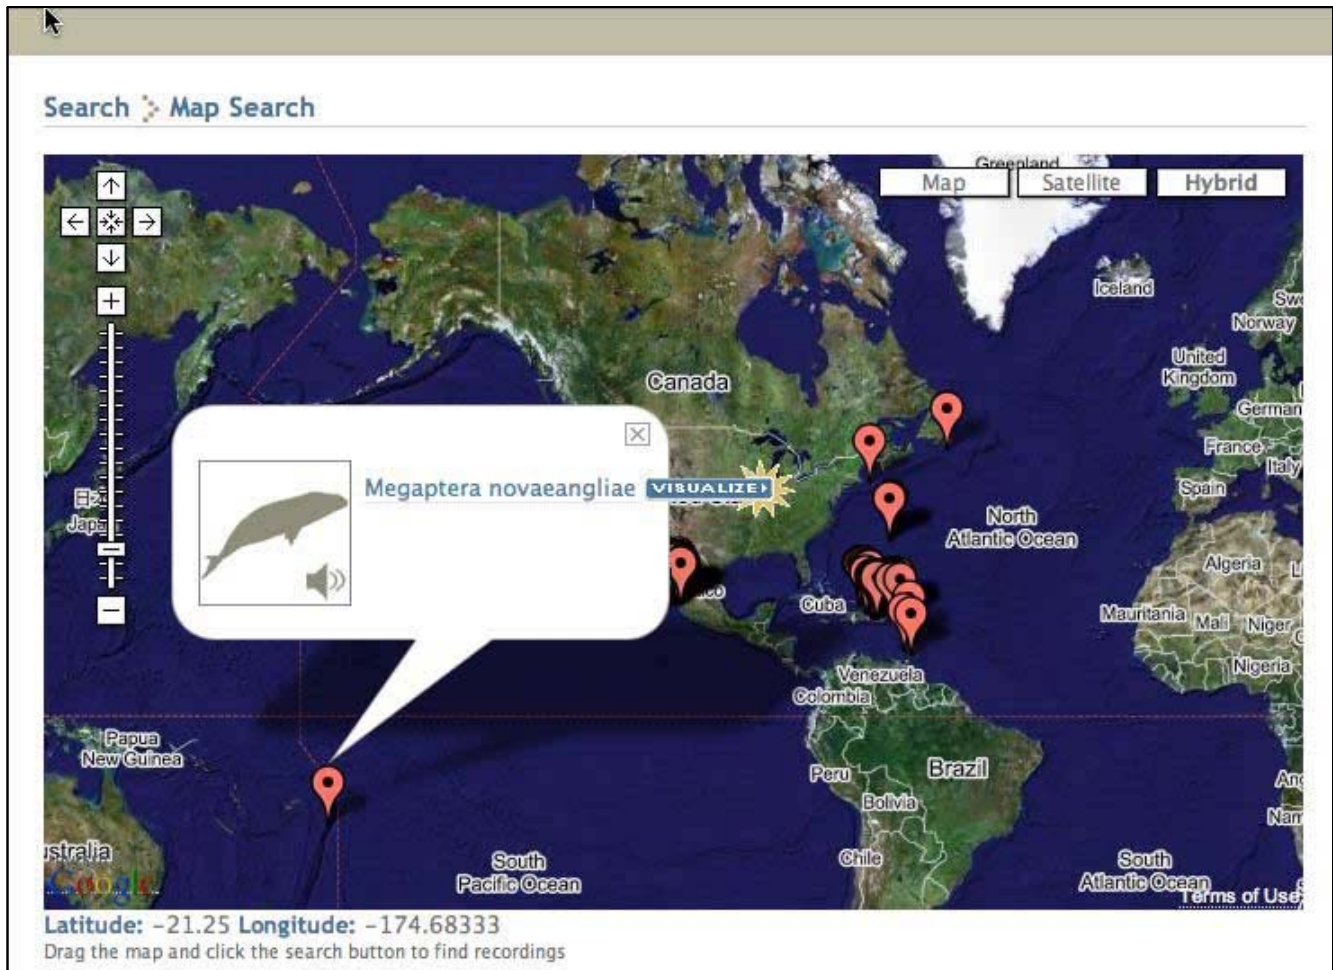 Search Map Search
Greenland
Map Satellite Hybrid
Iceland
Norway
United
Kingdom
Canada
German
France
Italy
Megaptera novaeangliae VISUALIZE
Spain
North
Atlantic Ocean
Algeria
Cuba
Mauritania Mali Niger
Nigeria
Venezuela
Colombia
Papua
New Guinea
Peru
Brazil
Bolivia
ustralia
Google
South
Pacific Ocean
Chile
South
Atlantic Ocean
Terms of Use
Latitude: -21.25 Longitude: -174.68333
Drag the map and click the search button to find recordings